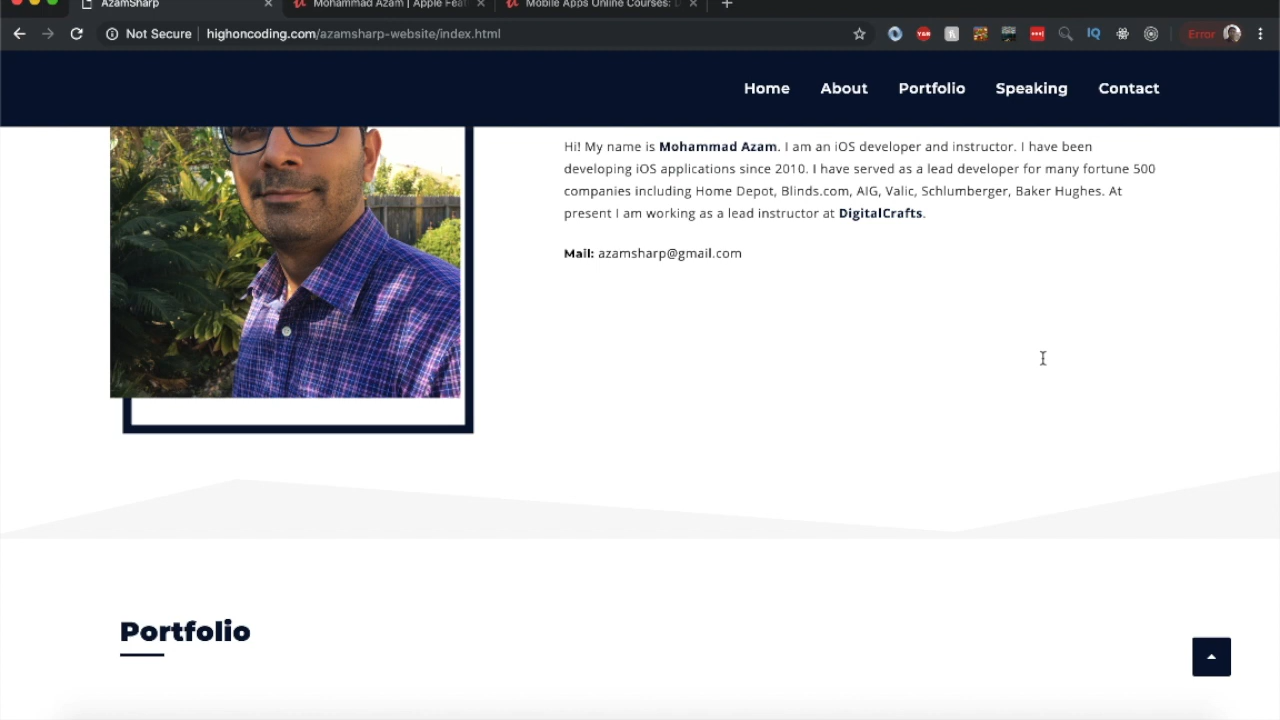 AzamSharp
Mohammad Azam | Apple Feat
Mobile Apps Online Courses: D
Not Secure highoncoding.com/azamsharp-website/index.html
IQ
Error
Home About Portfolio Speaking Contact
Hi! My name is Mohammad Azam. I am an iOS developer and instructor. I have been
developing iOS applications since 2010. I have served as a lead developer for many fortune 500
companies including Home Depot, Blinds.com, AIG, Valic, Schlumberger, Baker Hughes. At
present I am working as a lead instructor at DigitalCrafts.
Mail: azamsharp@gmail.com
Portfolio